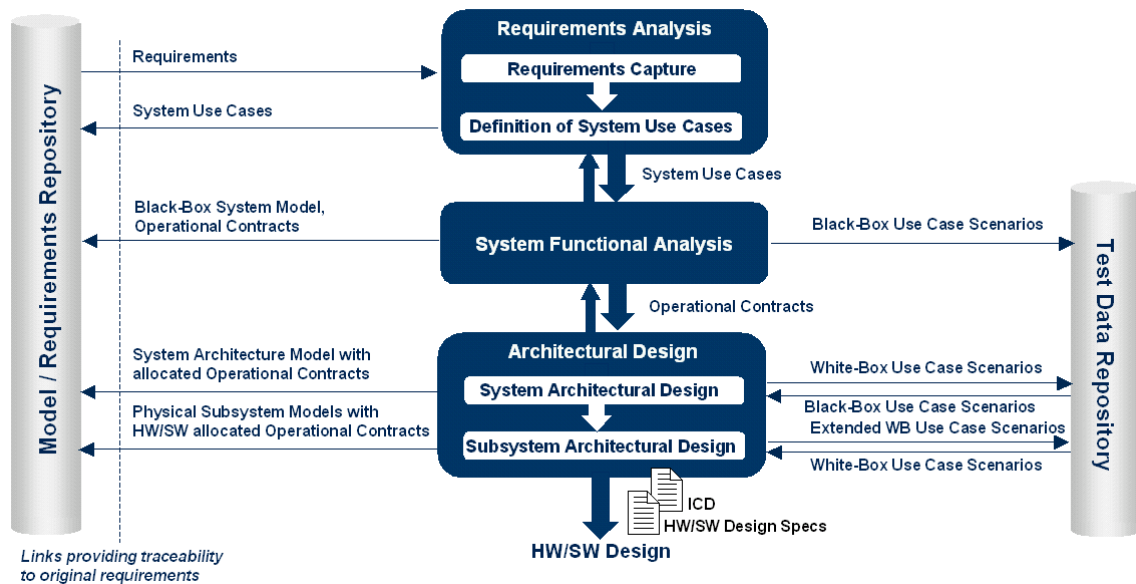 Model / Requirements Repository
Requirements
System Use Cases
Black-Box System Model,
Operational Contracts
System Architecture Model with
allocated Operational Contracts
Physical Subsystem Models with
HW/SW allocated Operational Contracts
Links providing traceability
to original requirements
Requirements Analysis
Requirements Capture
Definition of System Use Cases
System Use Cases
System Functional Analysis
Operational Contracts
Architectural Design
System Architectural Design
Subsystem Architectural Design
ICD
HW/SW Design Specs
HW/SW Design
Black-Box Use Case Scenarios
White-Box Use Case Scenarios
Black-Box Use Case Scenarios
Extended WB Use Case Scenarios
White-Box Use Case Scenarios
Test Data Repository